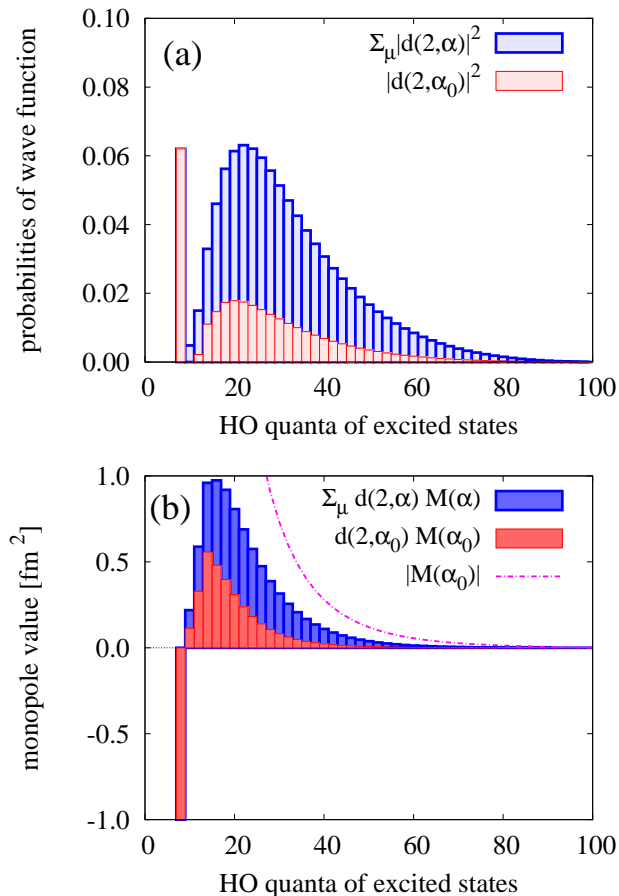 0.10
(a)
Σμ|d(2,α)|²
|d(2,α₀)|²
0.08
0.06
0.04
0.02
0.00
probabilities of wave function
0 20 40 60 80 100
HO quanta of excited states
1.0
(b)
Σμ d(2,α) M(α)
d(2,α₀) M(α₀)
|M(α₀)|
0.5
0.0
-0.5
-1.0
monopole value [fm ²]
0 20 40 60 80 100
HO quanta of excited states